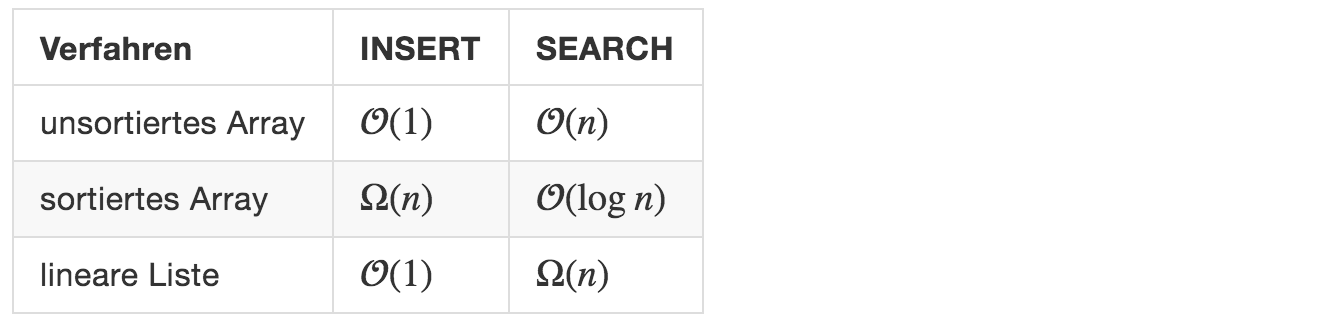 Verfahren INSERT SEARCH
unsortiertes Array 𝒪(1) 𝒪(n)
sortiertes Array Ω(n) 𝒪(log n)
lineare Liste 𝒪(1) Ω(n)